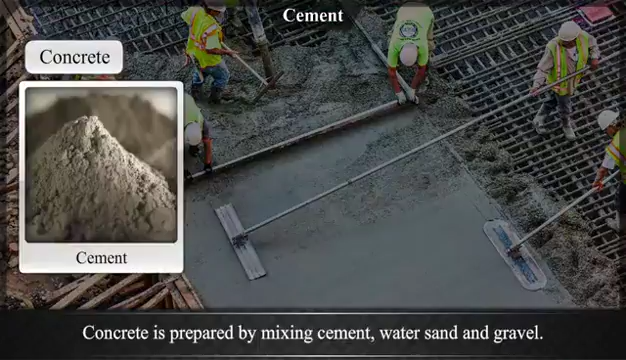 Cement
Concrete
Cement
Concrete is prepared by mixing cement, water sand and gravel.